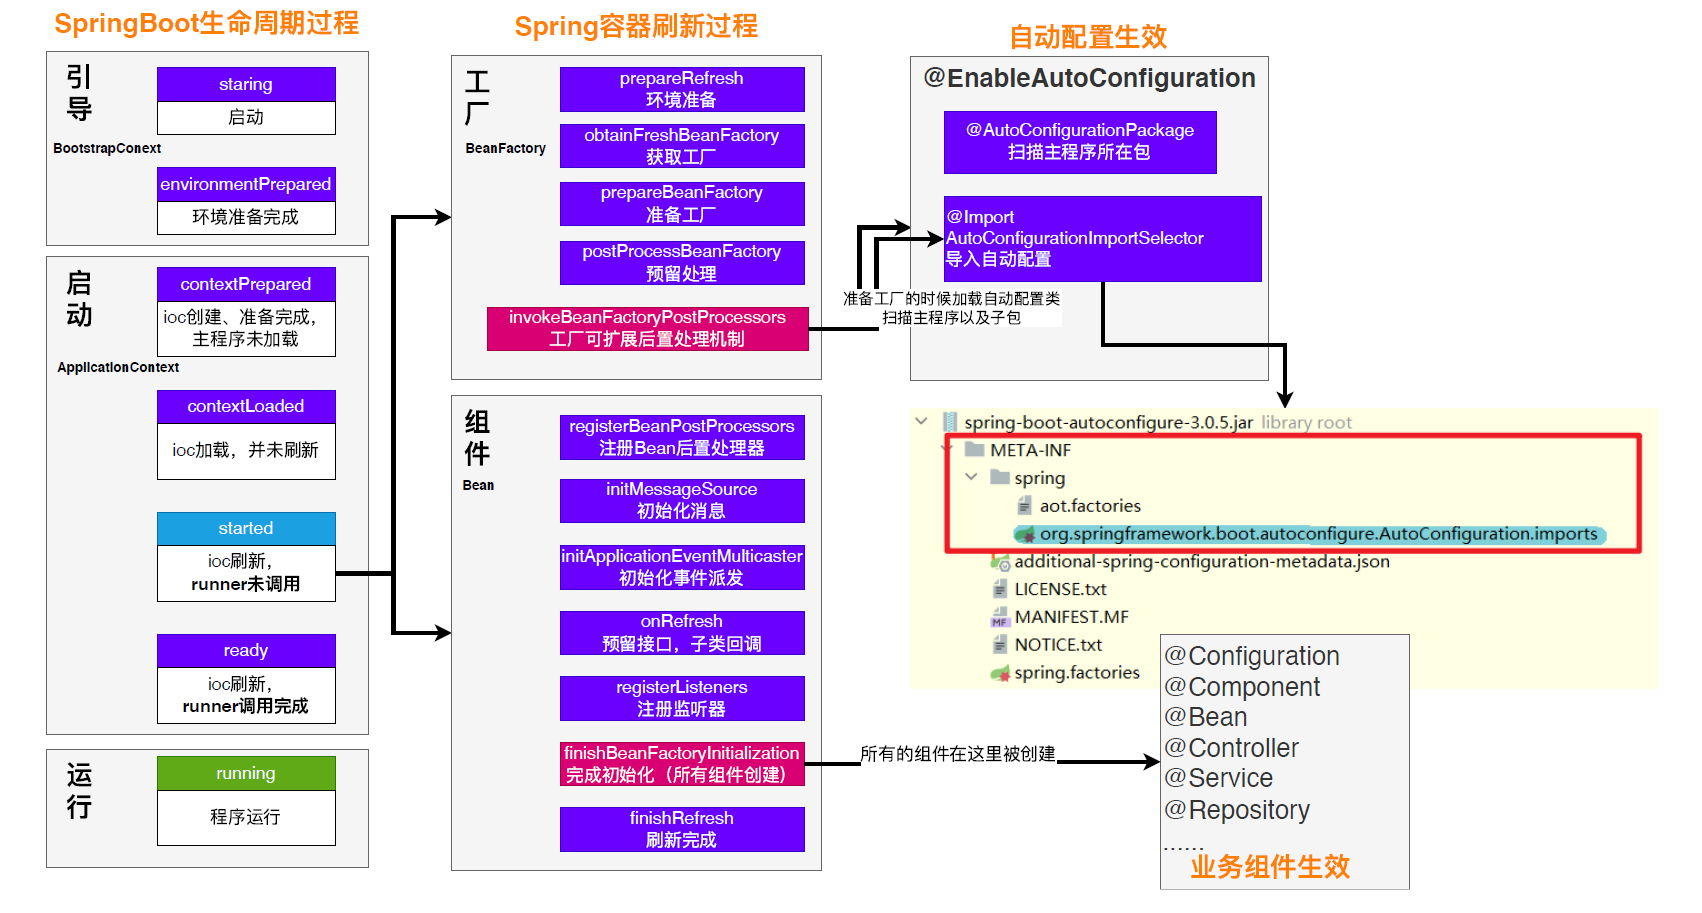 SpringBoot生命周期过程
引
导
BootstrapConext
staring
启动
environmentPrepared
环境准备完成
启
动
ApplicationContext
contextPrepared
ioc创建、准备完成，
主程序未加载
contextLoaded
ioc加载，并未刷新
started
ioc刷新，
runner未调用
ready
ioc刷新，
runner调用完成
运
行
running
程序运行
Spring容器刷新过程
工
厂
BeanFactory
prepareRefresh
环境准备
obtainFreshBeanFactory
获取工厂
prepareBeanFactory
准备工厂
postProcessBeanFactory
预留处理
invokeBeanFactoryPostProcessors
工厂可扩展后置处理机制
组
件
Bean
registerBeanPostProcessors
注册Bean后置处理器
initMessageSource
初始化消息
initApplicationEventMulticaster
初始化事件派发
onRefresh
预留接口，子类回调
registerListeners
注册监听器
finishBeanFactoryInitialization
完成初始化（所有组件创建）
finishRefresh
刷新完成
自动配置生效
@EnableAutoConfiguration
@AutoConfigurationPackage
扫描主程序所在包
@Import
AutoConfigurationImportSelector
导入自动配置
准备工厂的时候加载自动配置类
扫描主程序以及子包
spring-boot-autoconfigure-3.0.5.jar library root
META-INF
spring
aot.factories
org.springframework.boot.autoconfigure.AutoConfiguration.imports
additional-spring-configuration-metadata.json
LICENSE.txt
MF MANIFEST.MF
NOTICE.txt
spring.factories
所有的组件在这里被创建
@Configuration
@Component
@Bean
@Controller
@Service
@Repository
......
业务组件生效